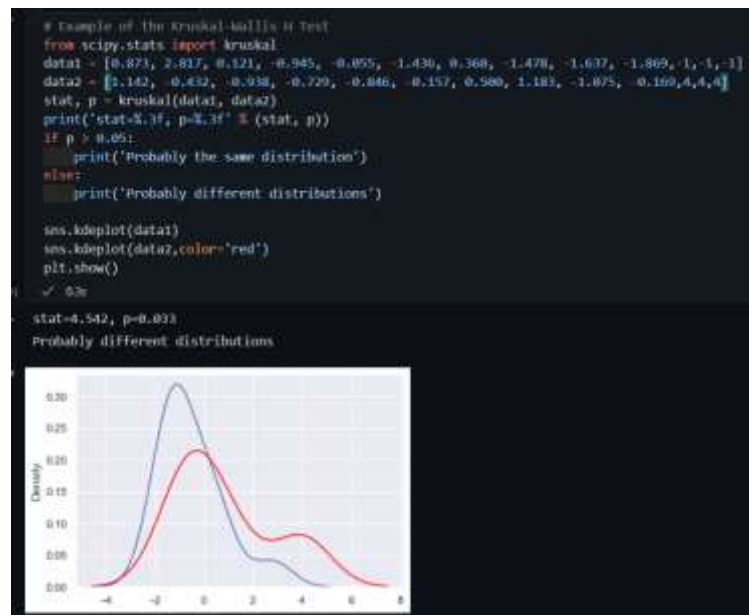 # Example of the Kruskal-Wallis H Test
from scipy.stats import kruskal
data1 = [0.873, 2.817, 0.121, -0.945, -0.055, -1.436, 0.360, -1.478, -1.637, -1.869,-1,-1,-1]
data2 = [1.142, -0.432, -0.938, -0.729, -0.846, -0.157, 0.500, 1.183, -1.075, -0.169,4,4,4]
stat, p = kruskal(data1, data2)
print('stat=%.3f, p=%.3f' % (stat, p))
if p > 0.05:
    print('Probably the same distribution')
else:
    print('Probably different distributions')
sns.kdeplot(data1)
sns.kdeplot(data2,color='red')
plt.show()
✓ 0.3s
stat=4.542, p=0.033
Probably different distributions
0.30
0.25
0.20
0.15
0.10
0.05
0.00
Density
-4 -2 0 2 4 6 8